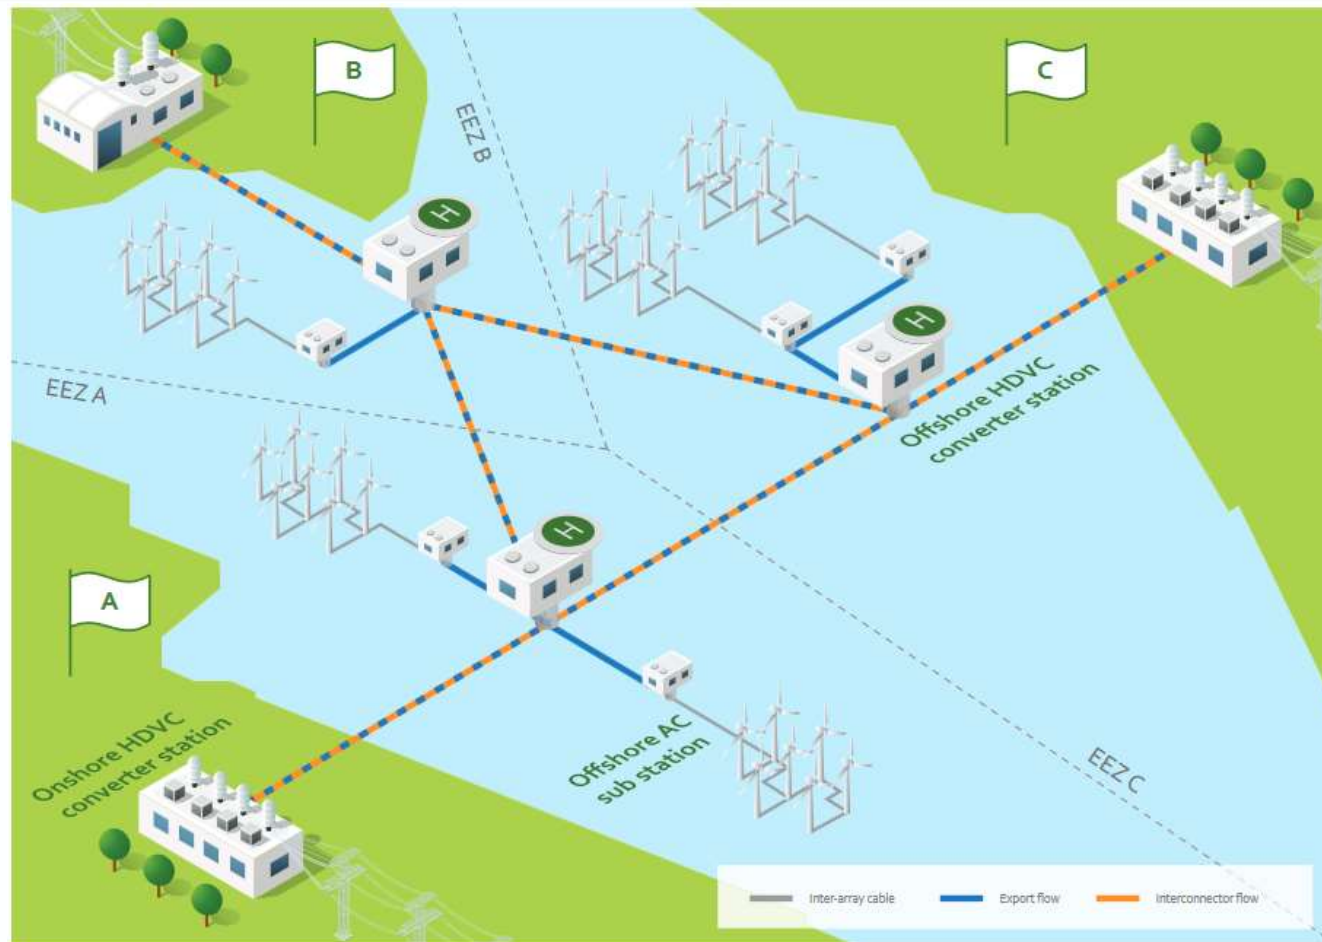 B
C
EEZ B
H
H
EEZ A
Offshore HDVC
converter station
H
A
Onshore HDVC
converter station
Offshore AC
sub station
EEZ C
Inter-array cable
Export flow
Interconnector flow